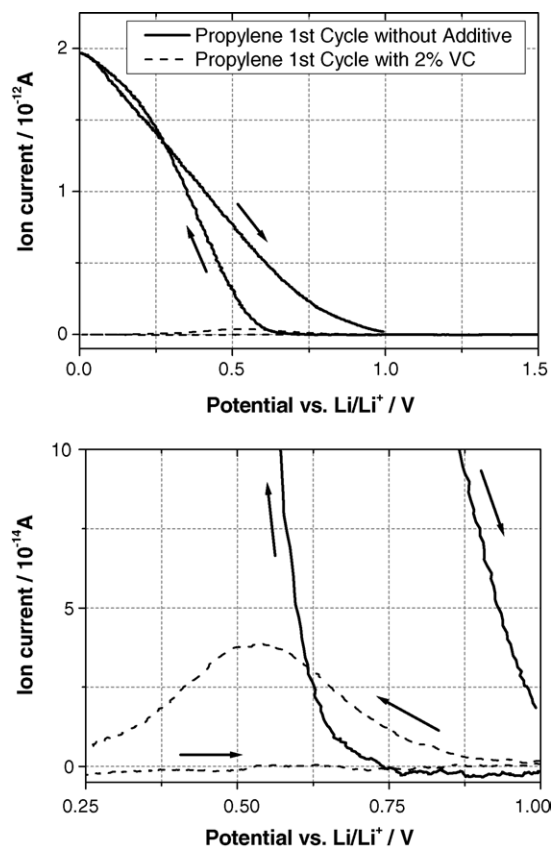 Propylene 1st Cycle without Additive
Propylene 1st Cycle with 2% VC
Ion current / 10⁻¹²A
2
1
0
0.0 0.5 1.0 1.5
Potential vs. Li/Li⁺ / V
Ion current / 10⁻¹⁴A
10
5
0
0.25 0.50 0.75 1.00
Potential vs. Li/Li⁺ / V